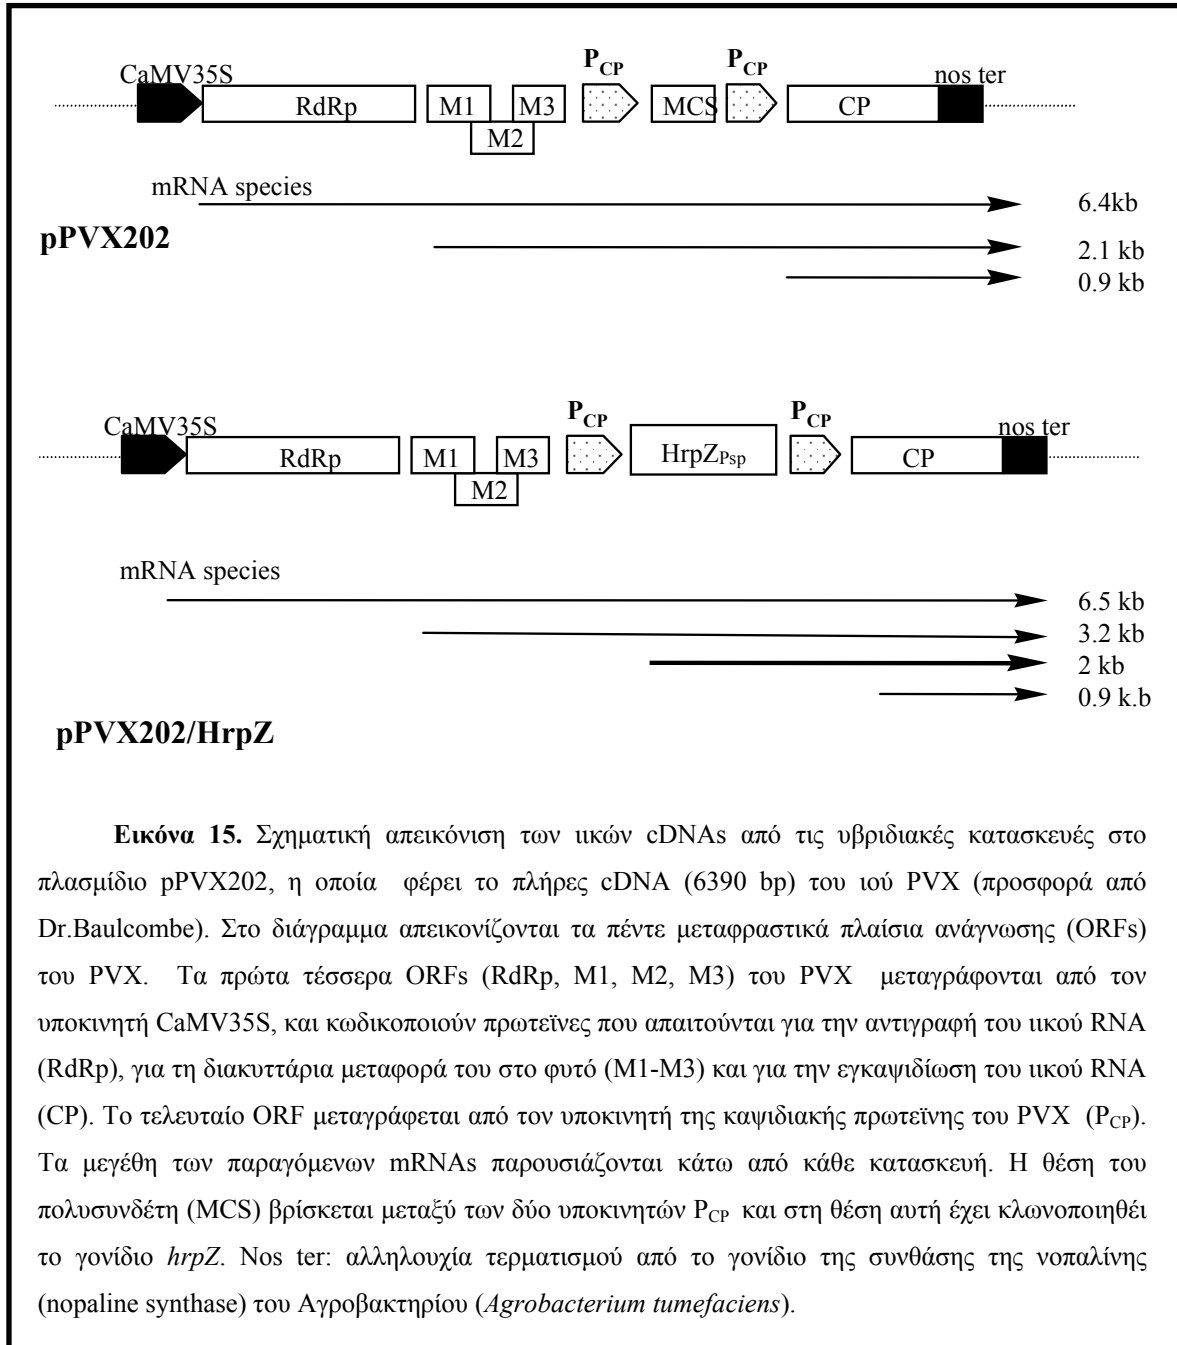 P_CP P_CP
CaMV35S nos ter
RdRp M1 M3 MCS CP
M2
mRNA species
6.4kb
pPVX202
2.1 kb
0.9 kb
P_CP P_CP
CaMV35S nos ter
RdRp M1 M3 HrpZPsp CP
M2
mRNA species
6.5 kb
3.2 kb
2 kb
0.9 k.b
pPVX202/HrpZ
Εικόνα 15. Σχηματική απεικόνιση των ιικών cDNAs από τις υβριδιακές κατασκευές στο
πλασμίδιο pPVX202, η οποία φέρει το πλήρες cDNA (6390 bp) του ιού PVX (προσφορά από
Dr.Baulcombe). Στο διάγραμμα απεικονίζονται τα πέντε μεταφραστικά πλαίσια ανάγνωσης (ORFs)
του PVX. Τα πρώτα τέσσερα ORFs (RdRp, M1, M2, M3) του PVX μεταγράφονται από τον
υποκινητή CaMV35S, και κωδικοποιούν πρωτεΐνες που απαιτούνται για την αντιγραφή του ιικού RNA
(RdRp), για τη διακυττάρια μεταφορά του στο φυτό (M1-M3) και για την εγκαψιδίωση του ιικού RNA
(CP). Το τελευταίο ORF μεταγράφεται από τον υποκινητή της καψιδιακής πρωτεΐνης του PVX (P_CP).
Τα μεγέθη των παραγόμενων mRNAs παρουσιάζονται κάτω από κάθε κατασκευή. Η θέση του
πολυσυνδέτη (MCS) βρίσκεται μεταξύ των δύο υποκινητών P_CP και στη θέση αυτή έχει κλωνοποιηθέι
το γονίδιο hrpZ. Nos ter: αλληλουχία τερματισμού από το γονίδιο της συνθάσης της νοπαλίνης
(nopaline synthase) του Αγροβακτηρίου (Agrobacterium tumefaciens).